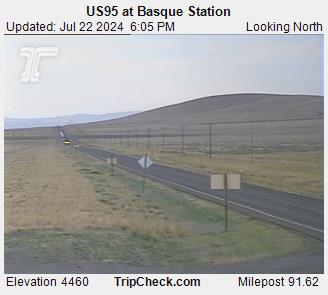 US95 at Basque Station
Updated: Jul 22 2024 6:05 PM Looking North
Elevation 4460 TripCheck.com Milepost 91.62